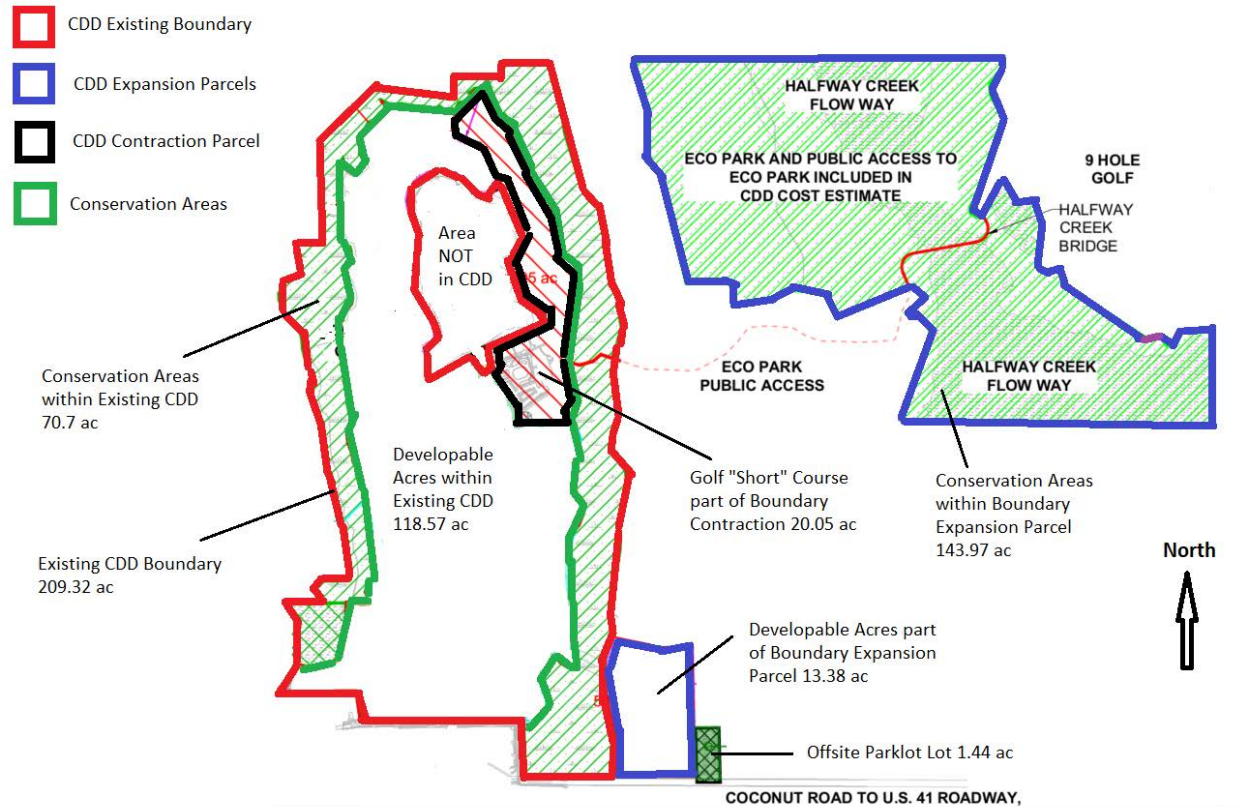 CDD Existing Boundary
CDD Expansion Parcels
CDD Contraction Parcel
Conservation Areas
HALFWAY CREEK
FLOW WAY
ECO PARK AND PUBLIC ACCESS TO
ECO PARK INCLUDED IN
CDD COST ESTIMATE
9 HOLE
GOLF
HALFWAY
CREEK
BRIDGE
Area
NOT
in CDD
5 ac
ECO PARK
PUBLIC ACCESS
HALFWAY CREEK
FLOW WAY
Conservation Areas
within Existing CDD
70.7 ac
Developable
Acres within
Existing CDD
118.57 ac
Golf "Short" Course
part of Boundary
Contraction 20.05 ac
Conservation Areas
within Boundary
Expansion Parcel
143.97 ac
Existing CDD Boundary
209.32 ac
North
Developable Acres part
of Boundary Expansion
Parcel 13.38 ac
5
Offsite Parklot Lot 1.44 ac
COCONUT ROAD TO U.S. 41 ROADWAY,